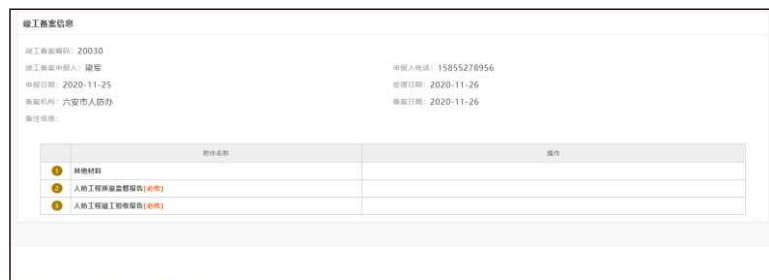 竣工备案信息
竣工备案编码: 20030
竣工备案申报人: 梁军
申报人电话: 15855278956
申报日期: 2020-11-25
受理日期: 2020-11-26
备案机构: 六安市人防办
备案日期: 2020-11-26
备注信息:
附件名称 操作
1 其他材料
2 人防工程质量监督报告(必传)
3 人防工程竣工验收报告(必传)